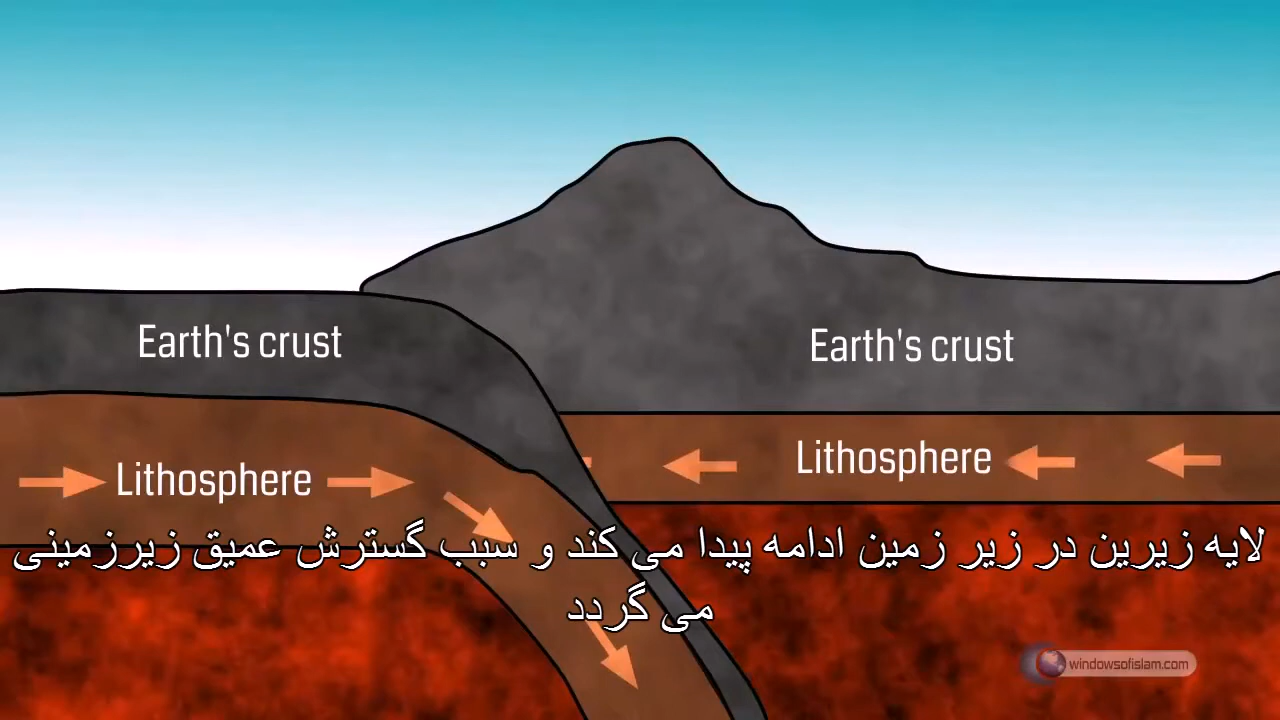 Earth's crust
Earth's crust
Lithosphere
Lithosphere
لایه زیرین در زیر زمین ادامه پیدا می کند و سبب گسترش عمیق زیرزمینی
می گردد
windowsofislam.com